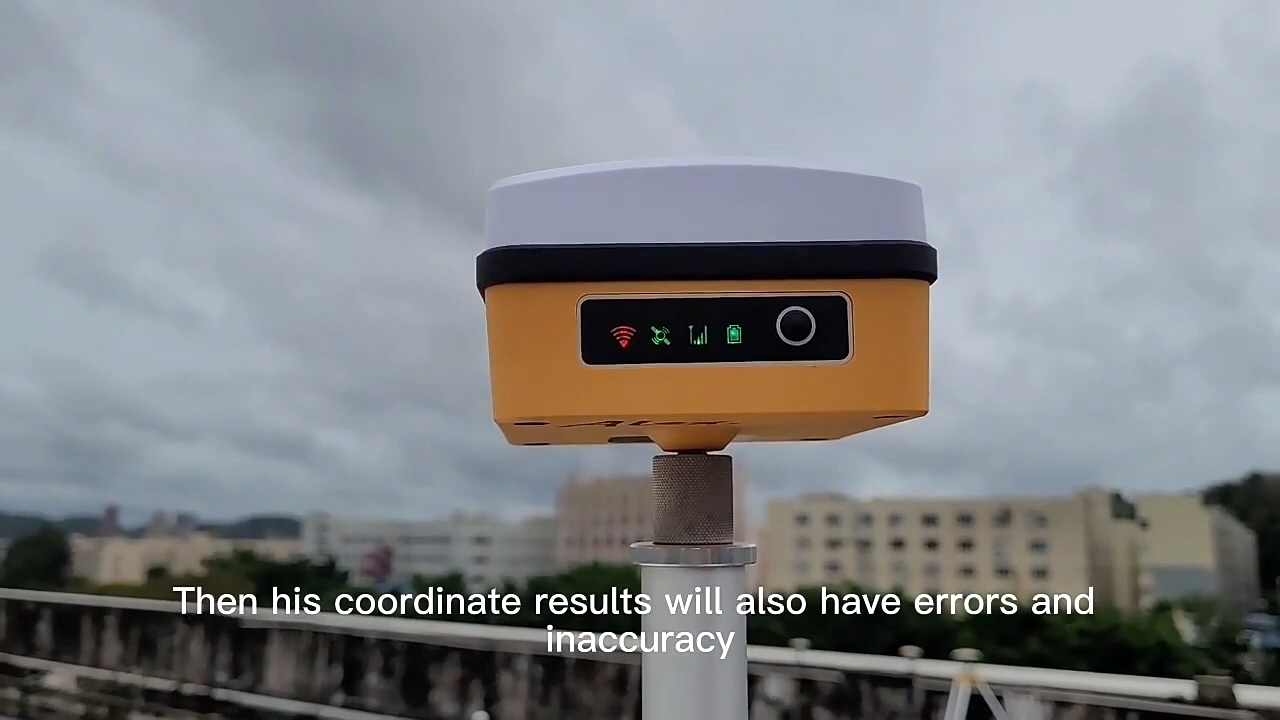 Then his coordinate results will also have errors and
inaccuracy